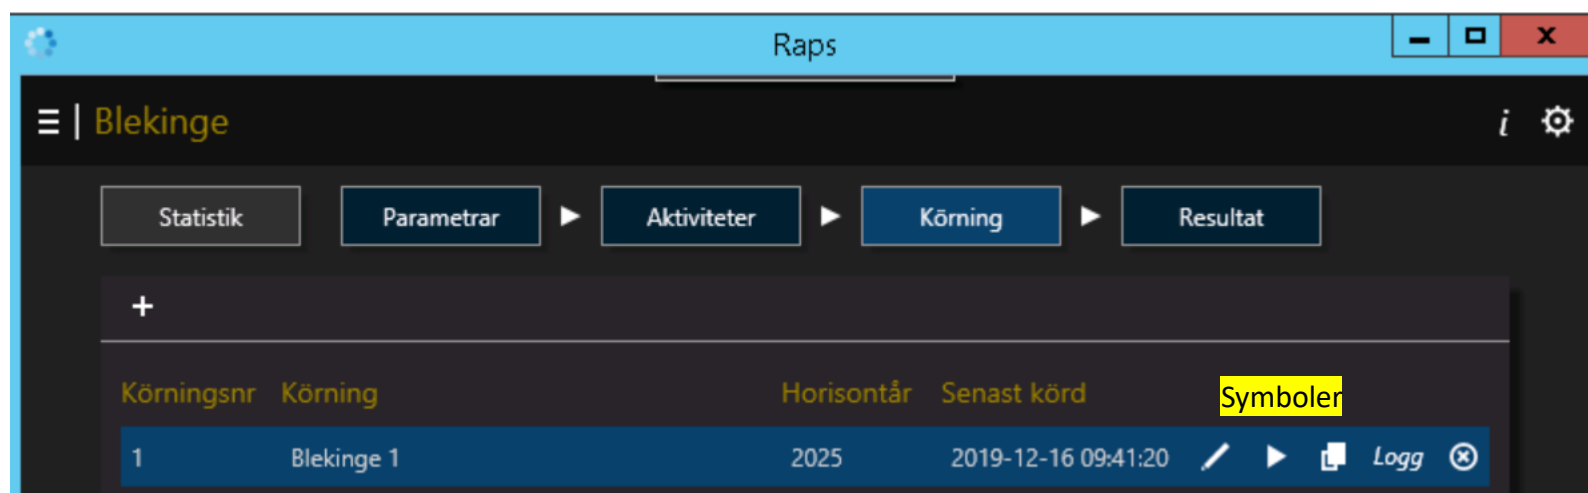 Raps
Blekinge
i
Statistik Parametrar Aktiviteter Körning Resultat
Körningsnr Körning Horisontår Senast körd Symboler
1 Blekinge 1 2025 2019-12-16 09:41:20 Logg